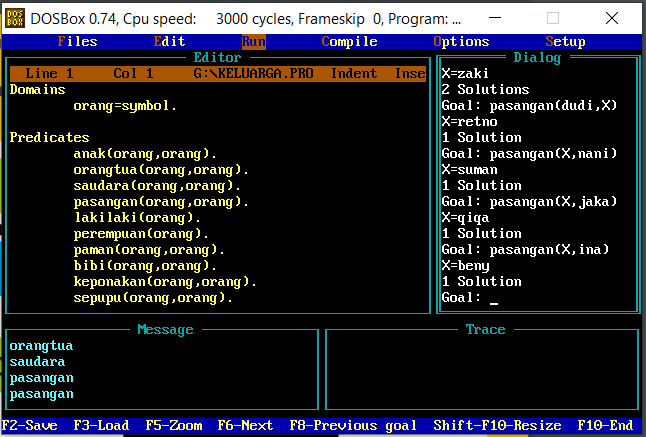 DOSBox 0.74, Cpu speed: 3000 cycles, Frameskip 0, Program: ...
Files Edit Run Compile Options Setup
Editor
Line 1 Col 1 G:\KELUARGA.PRO Indent Inse
Domains
orang=symbol.
Predicates
anak(orang,orang).
orangtua(orang,orang).
saudara(orang,orang).
pasangan(orang,orang).
lakilaki(orang).
perempuan(orang).
paman(orang,orang).
bibi(orang,orang).
keponakan(orang,orang).
sepupu(orang,orang).
Dialog
X=zaki
2 Solutions
Goal: pasangan(dudi,X)
X=retno
1 Solution
Goal: pasangan(X,nani)
X=suman
1 Solution
Goal: pasangan(X,jaka)
X=qiqa
1 Solution
Goal: pasangan(X,ina)
X=beny
1 Solution
Goal: _
Message
orangtua
saudara
pasangan
pasangan
Trace
F2-Save F3-Load F5-Zoom F6-Next F8-Previous goal Shift-F10-Resize F10-End